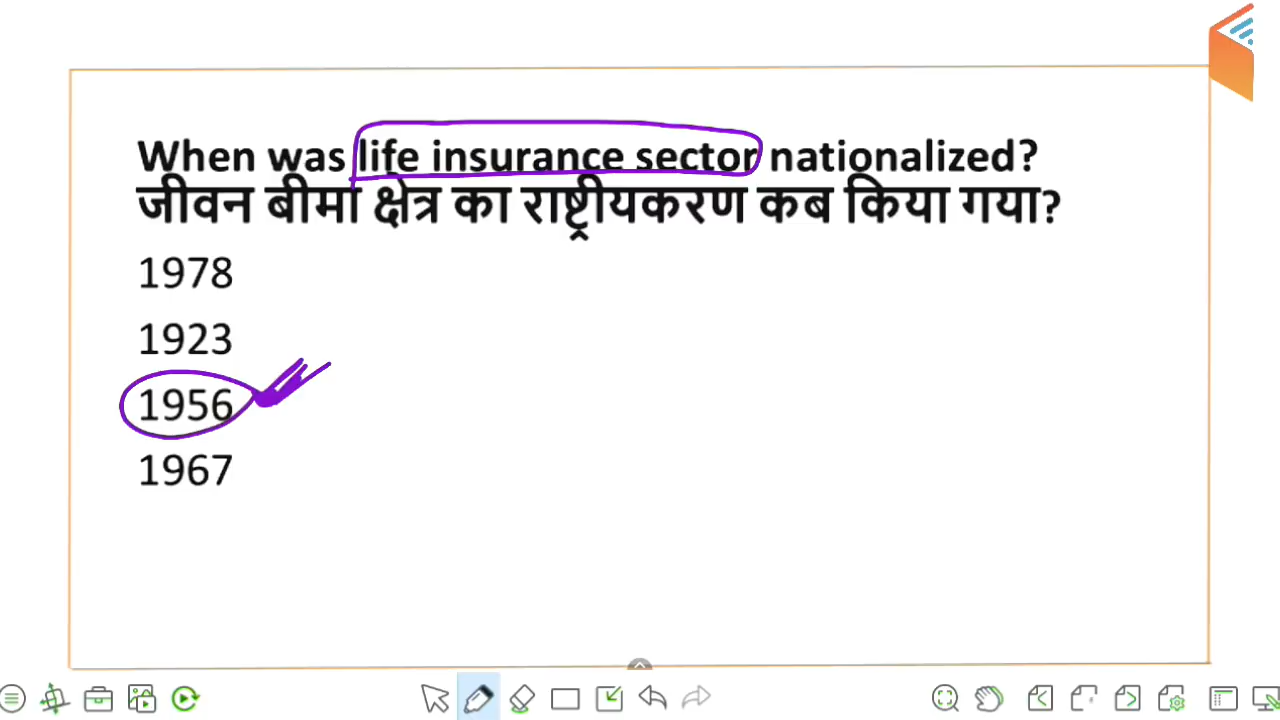 When was life insurance sector nationalized?
जीवन बीमा क्षेत्र का राष्ट्रीयकरण कब किया गया?
1978
1923
1956
1967